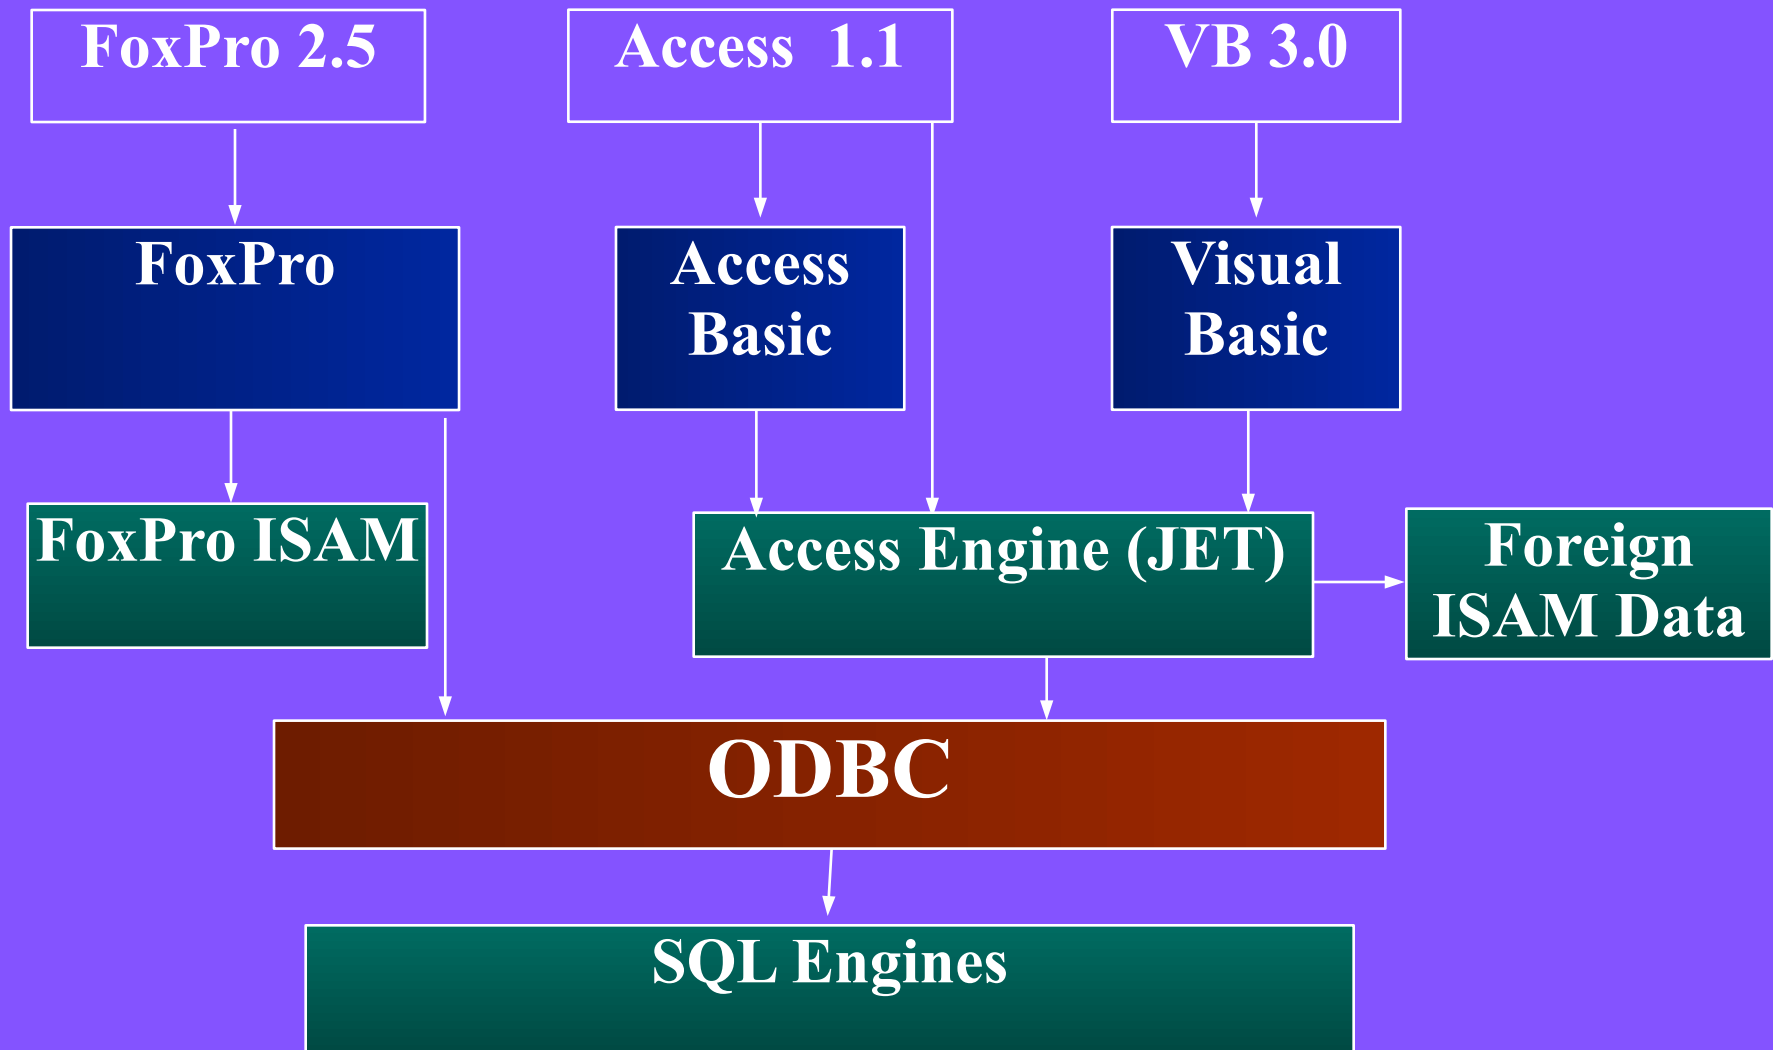 FoxPro 2.5
Access 1.1
VB 3.0
FoxPro
Access
Basic
Visual
Basic
FoxPro ISAM
Access Engine (JET)
Foreign
ISAM Data
ODBC
SQL Engines